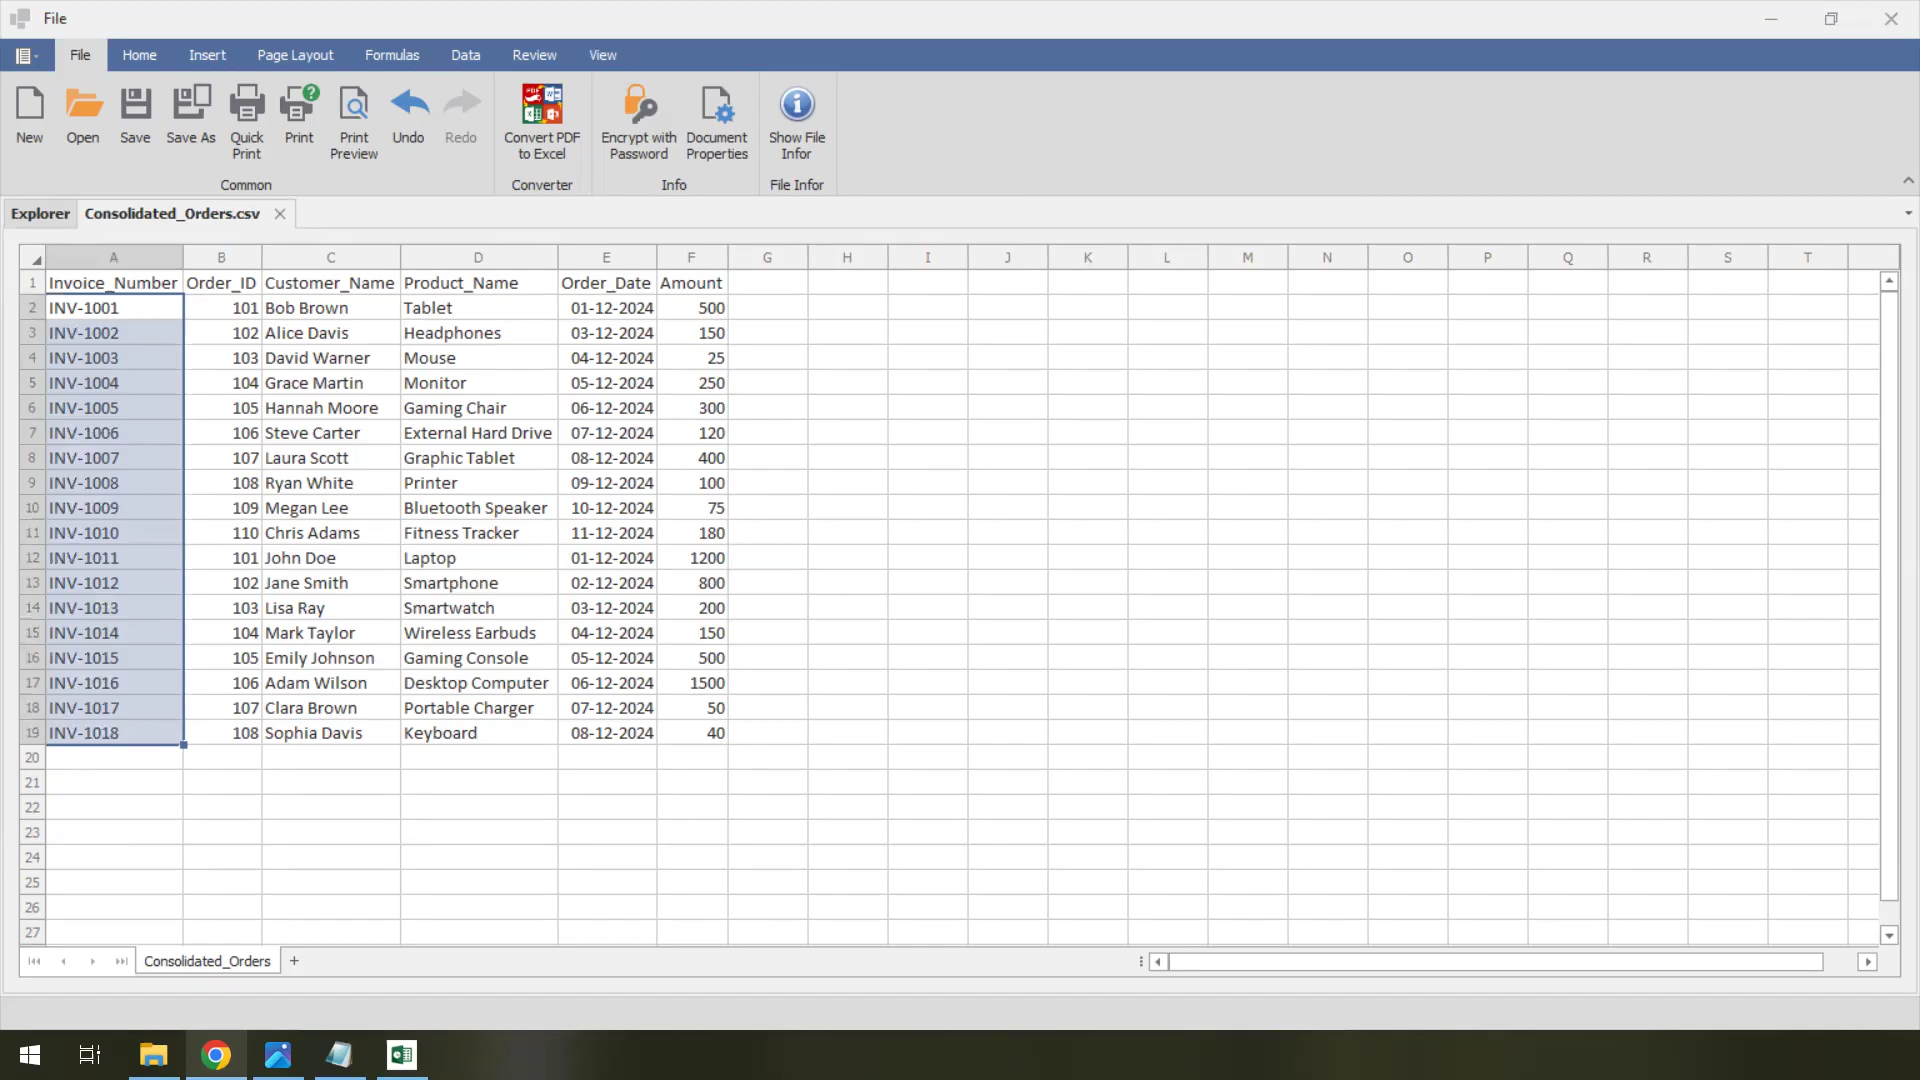 File
File Home Insert Page Layout Formulas Data Review View
New Open Save Save As Quick Print Print Print Preview Undo Redo Convert PDF to Excel Encrypt with Password Document Properties Show File Infor
Common Converter Info File Infor
Explorer Consolidated_Orders.csv
A B C D E F G H I J K L M N O P Q R S T
1 Invoice_Number Order_ID Customer_Name Product_Name Order_Date Amount
2 INV-1001 101 Bob Brown Tablet 01-12-2024 500
3 INV-1002 102 Alice Davis Headphones 03-12-2024 150
4 INV-1003 103 David Warner Mouse 04-12-2024 25
5 INV-1004 104 Grace Martin Monitor 05-12-2024 250
6 INV-1005 105 Hannah Moore Gaming Chair 06-12-2024 300
7 INV-1006 106 Steve Carter External Hard Drive 07-12-2024 120
8 INV-1007 107 Laura Scott Graphic Tablet 08-12-2024 400
9 INV-1008 108 Ryan White Printer 09-12-2024 100
10 INV-1009 109 Megan Lee Bluetooth Speaker 10-12-2024 75
11 INV-1010 110 Chris Adams Fitness Tracker 11-12-2024 180
12 INV-1011 101 John Doe Laptop 01-12-2024 1200
13 INV-1012 102 Jane Smith Smartphone 02-12-2024 800
14 INV-1013 103 Lisa Ray Smartwatch 03-12-2024 200
15 INV-1014 104 Mark Taylor Wireless Earbuds 04-12-2024 150
16 INV-1015 105 Emily Johnson Gaming Console 05-12-2024 500
17 INV-1016 106 Adam Wilson Desktop Computer 06-12-2024 1500
18 INV-1017 107 Clara Brown Portable Charger 07-12-2024 50
19 INV-1018 108 Sophia Davis Keyboard 08-12-2024 40
20
21
22
23
24
25
26
27
Consolidated_Orders +